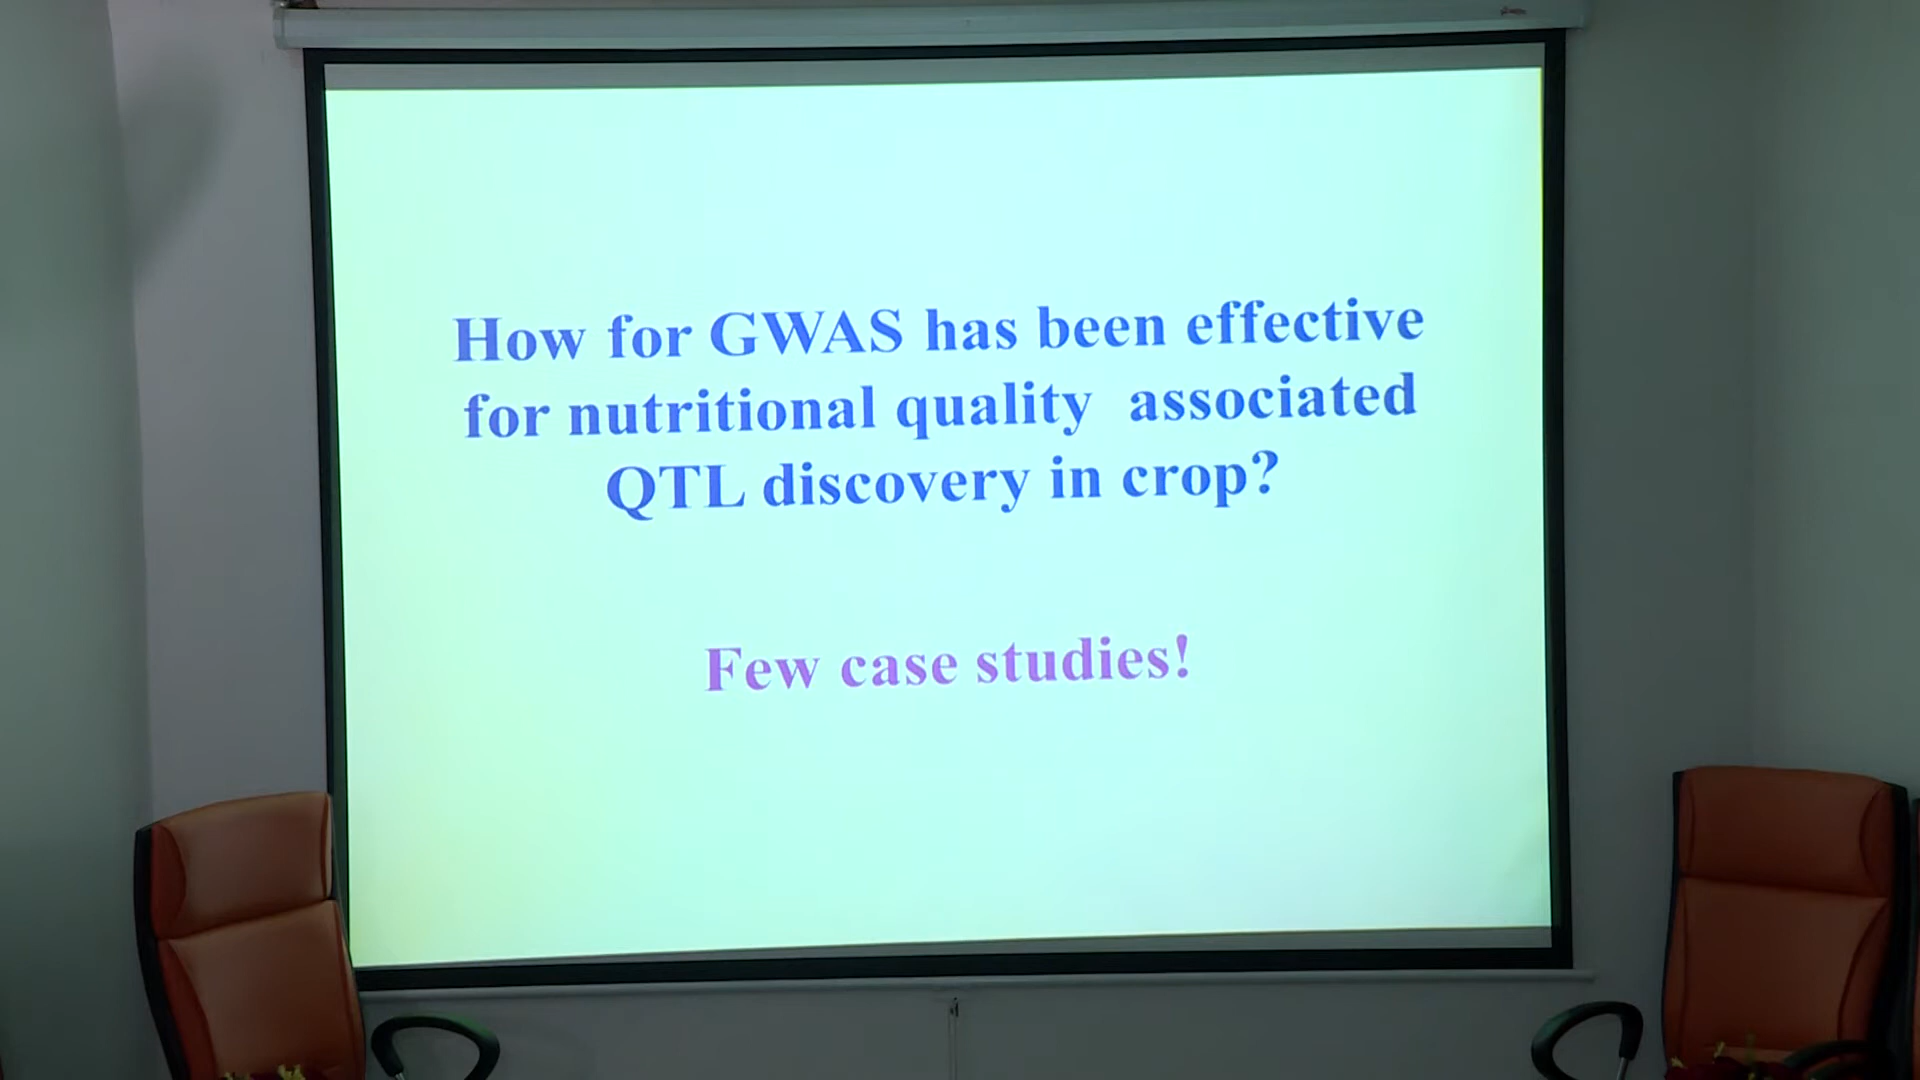 How for GWAS has been effective
for nutritional quality associated
QTL discovery in crop?
Few case studies!